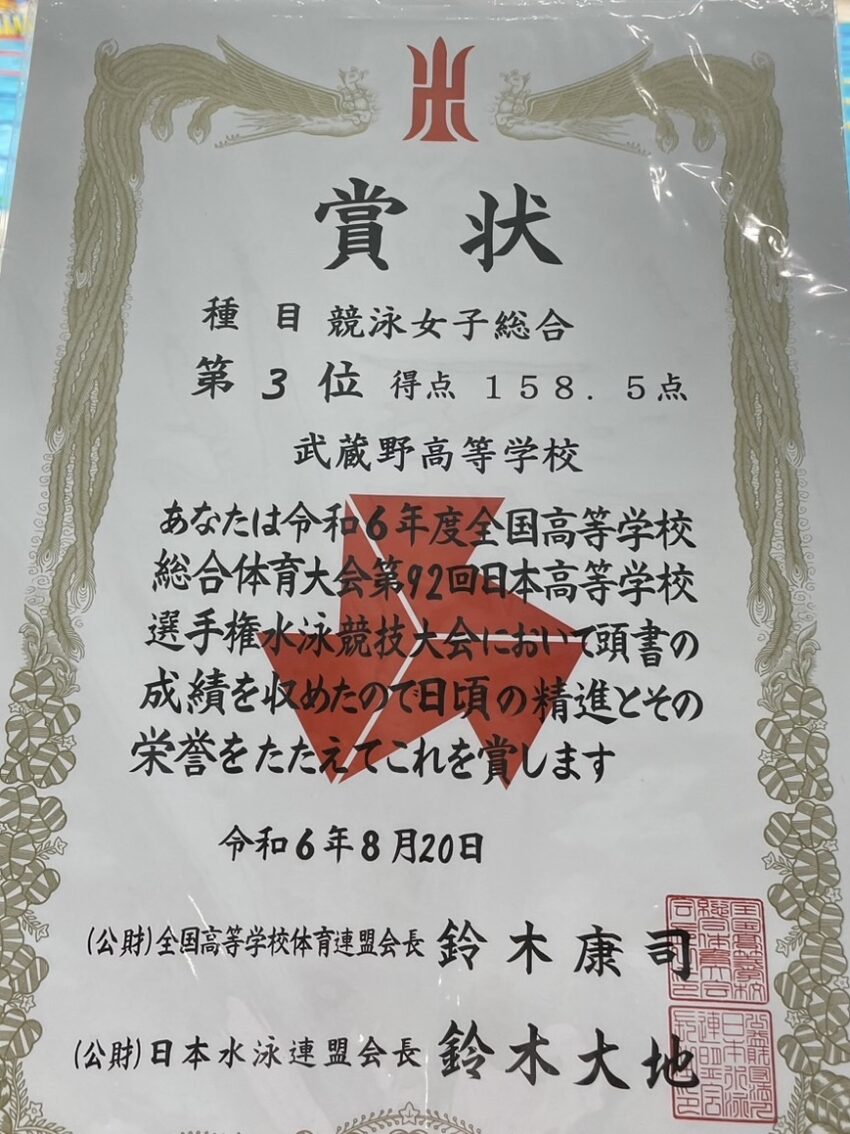 賞状
種目 競泳女子総合
第3位 得点 158.5点
武蔵野高等学校
あなたは令和6年度全国高等学校
総合体育大会第92回日本高等学校
選手権水泳競技大会において頭書の
成績を収めたので日頃の精進とその
栄誉をたたえてこれを賞します
令和6年8月20日
(公財)全国高等学校体育連盟会長 鈴木康司
(公財)日本水泳連盟会長 鈴木大地